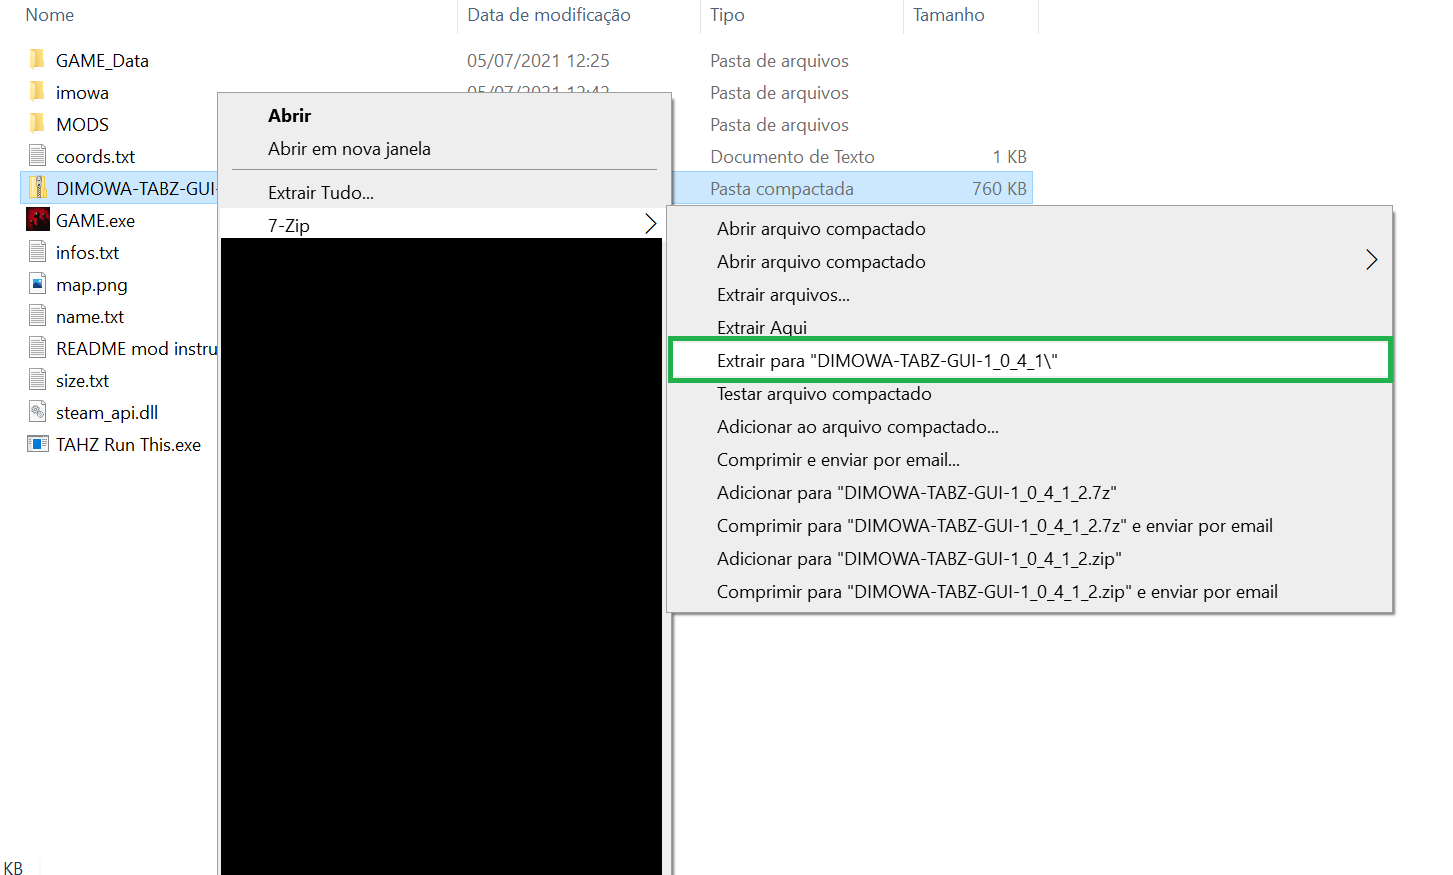 Nome Data de modificação Tipo Tamanho
GAME_Data 05/07/2021 12:25 Pasta de arquivos
imowa 05/07/2021 12:42 Pasta de arquivos
MODS Pasta de arquivos
coords.txt Documento de Texto 1 KB
DIMOWA-TABZ-GUI- Pasta compactada 760 KB
GAME.exe
infos.txt
map.png
name.txt
README mod instru
size.txt
steam_api.dll
TAHZ Run This.exe
Abrir
Abrir em nova janela
Extrair Tudo...
7-Zip
Abrir arquivo compactado
Abrir arquivo compactado
Extrair arquivos...
Extrair Aqui
Extrair para "DIMOWA-TABZ-GUI-1_0_4_1\"
Testar arquivo compactado
Adicionar ao arquivo compactado...
Comprimir e enviar por email...
Adicionar para "DIMOWA-TABZ-GUI-1_0_4_1_2.7z"
Comprimir para "DIMOWA-TABZ-GUI-1_0_4_1_2.7z" e enviar por email
Adicionar para "DIMOWA-TABZ-GUI-1_0_4_1_2.zip"
Comprimir para "DIMOWA-TABZ-GUI-1_0_4_1_2.zip" e enviar por email
KB